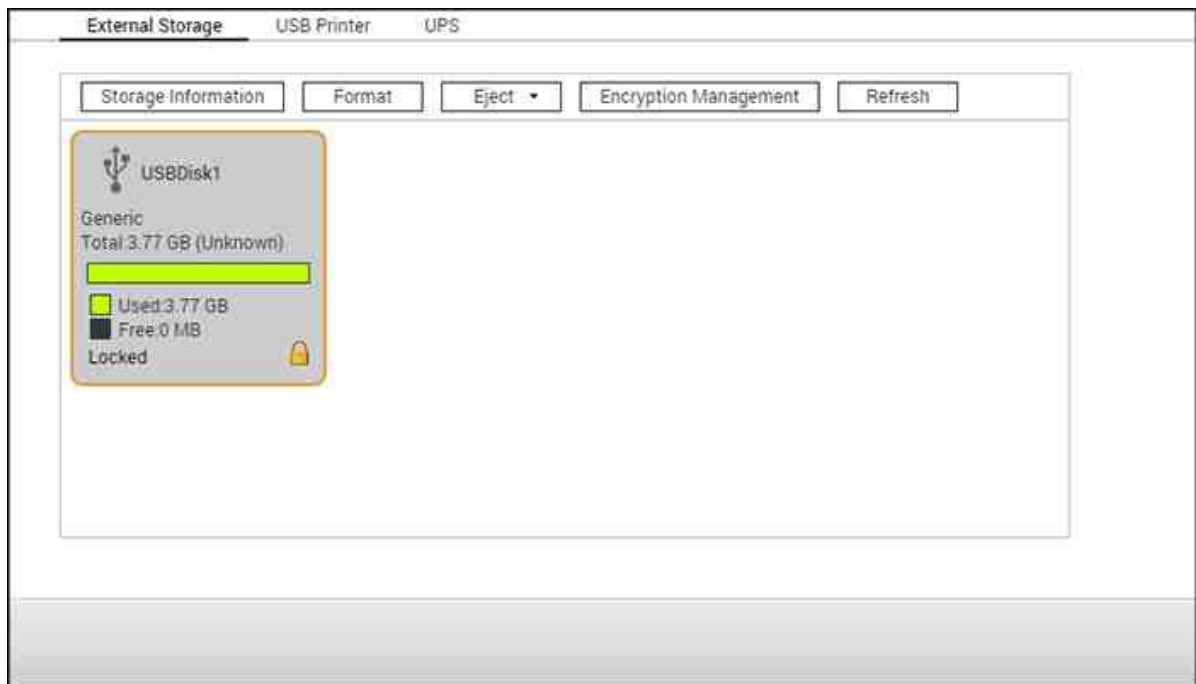 External Storage USB Printer UPS
Storage Information Format Eject Encryption Management Refresh
USBDisk1
Generic
Total:3.77 GB (Unknown)
Used:3.77 GB
Free:0 MB
Locked